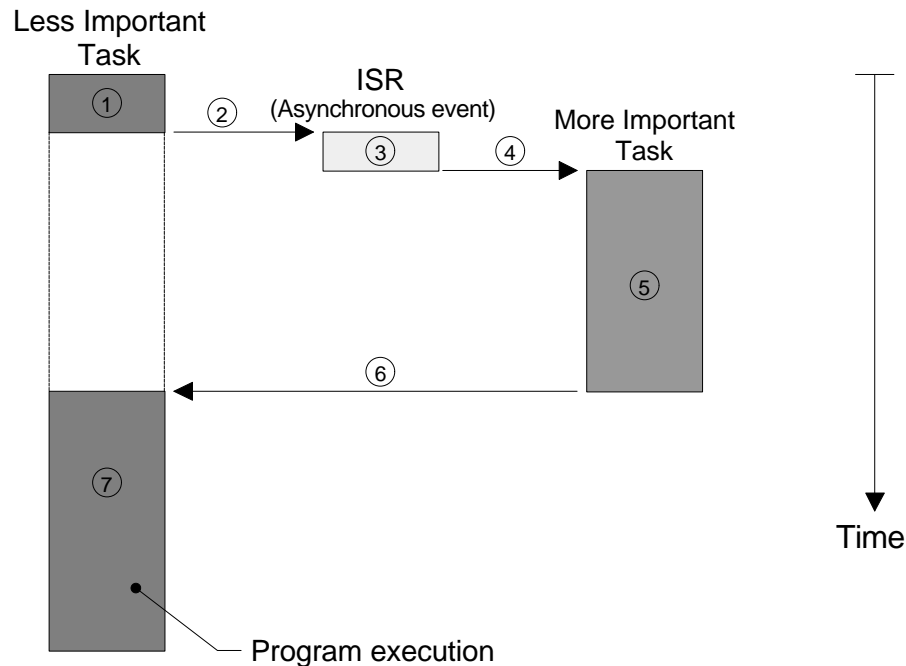 Less Important
Task
ISR
(Asynchronous event)
More Important
Task
1
2
3
4
5
6
7
Time
Program execution